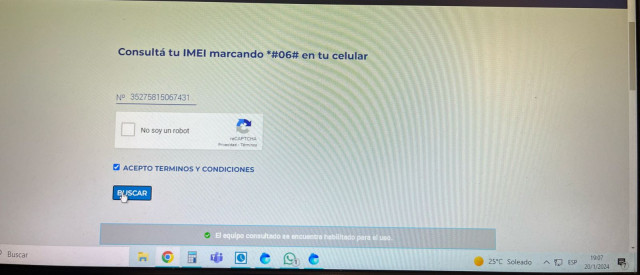 Consultá tu IMEI marcando *#06# en tu celular
Nº 35275815067431
No soy un robot
reCAPTCHA
Privacidad - Términos
ACEPTO TERMINOS Y CONDICIONES
BUSCAR
El equipo consultado se encuentra habilitado para el uso.
Buscar
25°C Soleado
ESP
19:07
20/1/2024